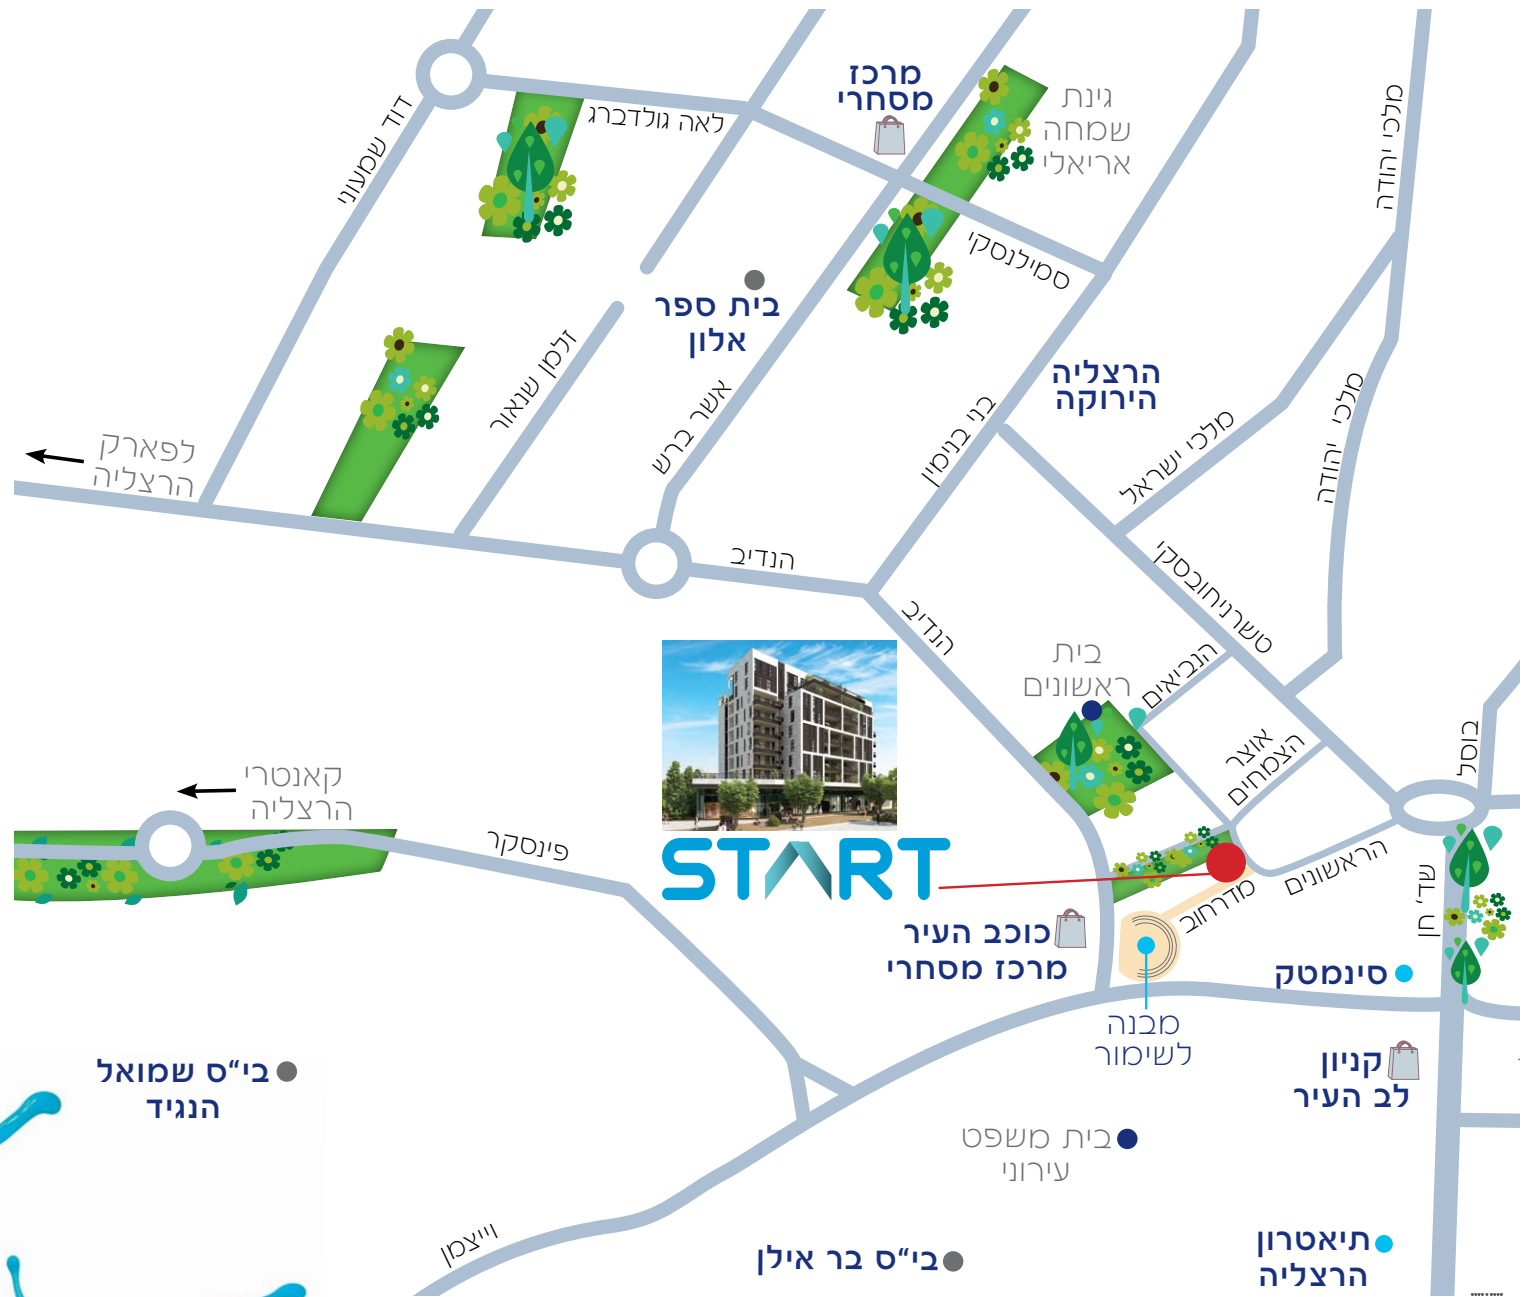 מרכז
מסחרי
גינת
שמחה
אריאלי
מלכי יהודה
לאה גולדברג
דוד שמעוני
סמילנסקי
בית ספר
אלון
זלמן שנאור
אשר ברש
הרצליה
הירוקה
בני בנימין
מלכי ישראל
מלכי יהודה
לפארק
הרצליה
הנדיב
הנדיב
טשרניחובסקי
בית
ראשונים
הנביאים
אוצר
הצמחים
בוסל
קאנטרי
הרצליה
פינסקר
START
הראשונים
מדרחוב
שד' חן
כוכב העיר
מרכז מסחרי
סינמטק
מבנה
לשימור
קניון
לב העיר
בי"ס שמואל
הנגיד
בית משפט
עירוני
וייצמן
בי"ס בר אילן
תיאטרון
הרצליה